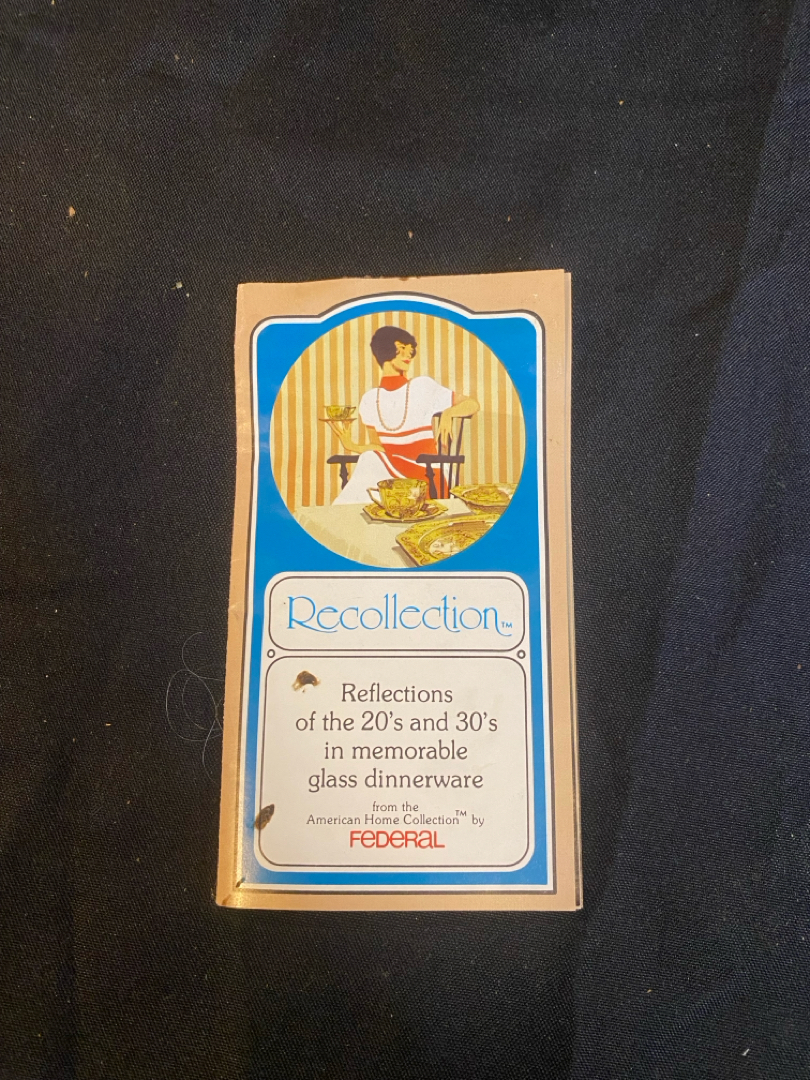 Recollection™
Reflections
of the 20's and 30's
in memorable
glass dinnerware
from the
American Home Collection™ by
FEDERAL